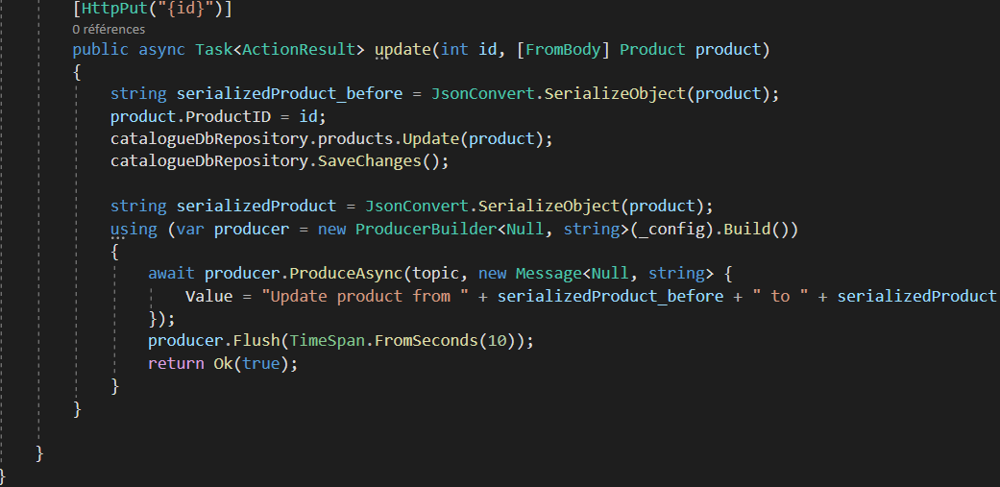 [HttpPut("{id}")]
0 références
public async Task<ActionResult> update(int id, [FromBody] Product product)
{
string serializedProduct_before = JsonConvert.SerializeObject(product);
product.ProductID = id;
catalogueDbRepository.products.Update(product);
catalogueDbRepository.SaveChanges();
string serializedProduct = JsonConvert.SerializeObject(product);
using (var producer = new ProducerBuilder<Null, string>(_config).Build())
{
await producer.ProduceAsync(topic, new Message<Null, string> {
Value = "Update product from " + serializedProduct_before + " to " + serializedProduct
});
producer.Flush(TimeSpan.FromSeconds(10));
return Ok(true);
}
}
}
}